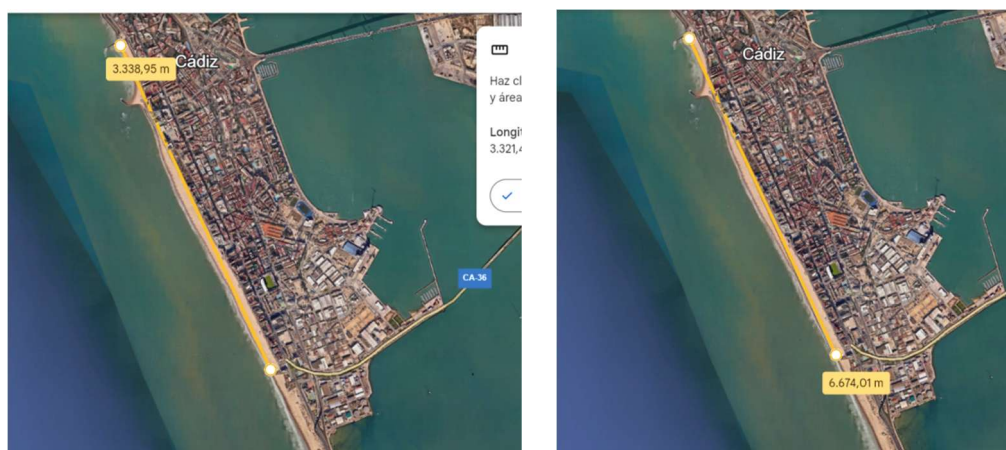 Cádiz
3.338,95 m
Haz cl
y área
Longit
3.321,4
CA-36
Cádiz
6.674,01 m